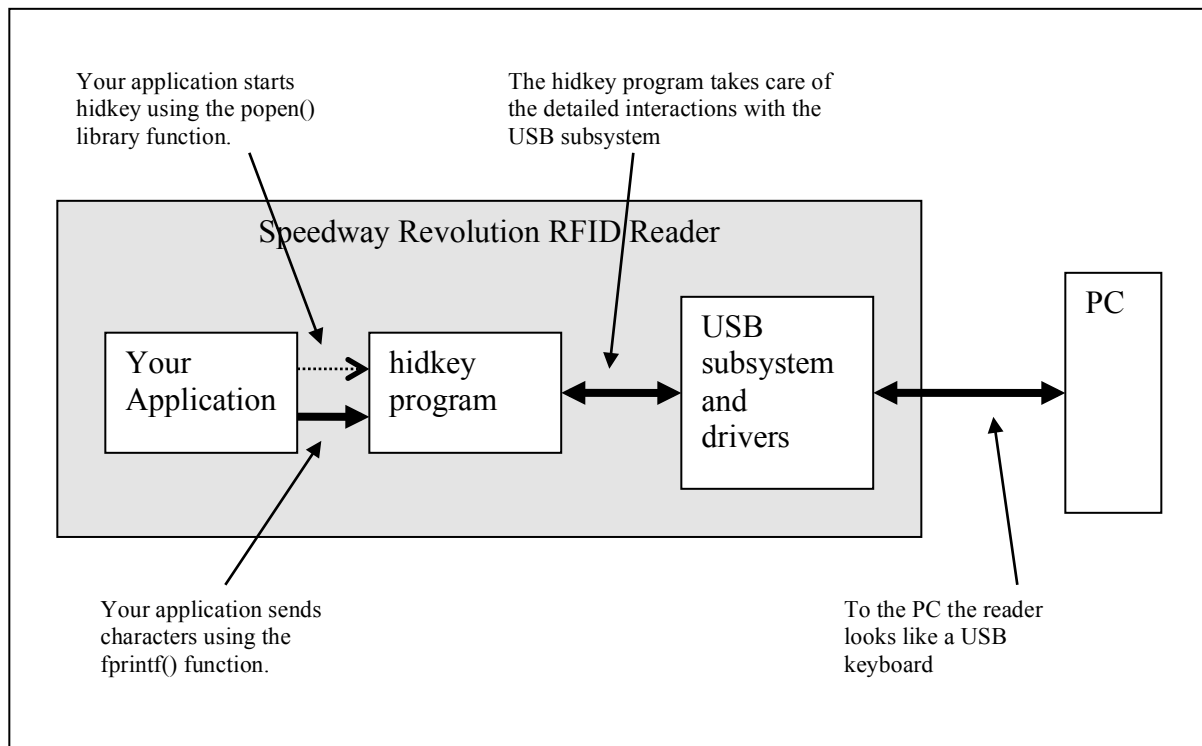 Your application starts
hidkey using the popen()
library function.
The hidkey program takes care of
the detailed interactions with the
USB subsystem
Speedway Revolution RFID Reader
Your
Application
hidkey
program
USB
subsystem
and
drivers
PC
Your application sends
characters using the
fprintf() function.
To the PC the reader
looks like a USB
keyboard